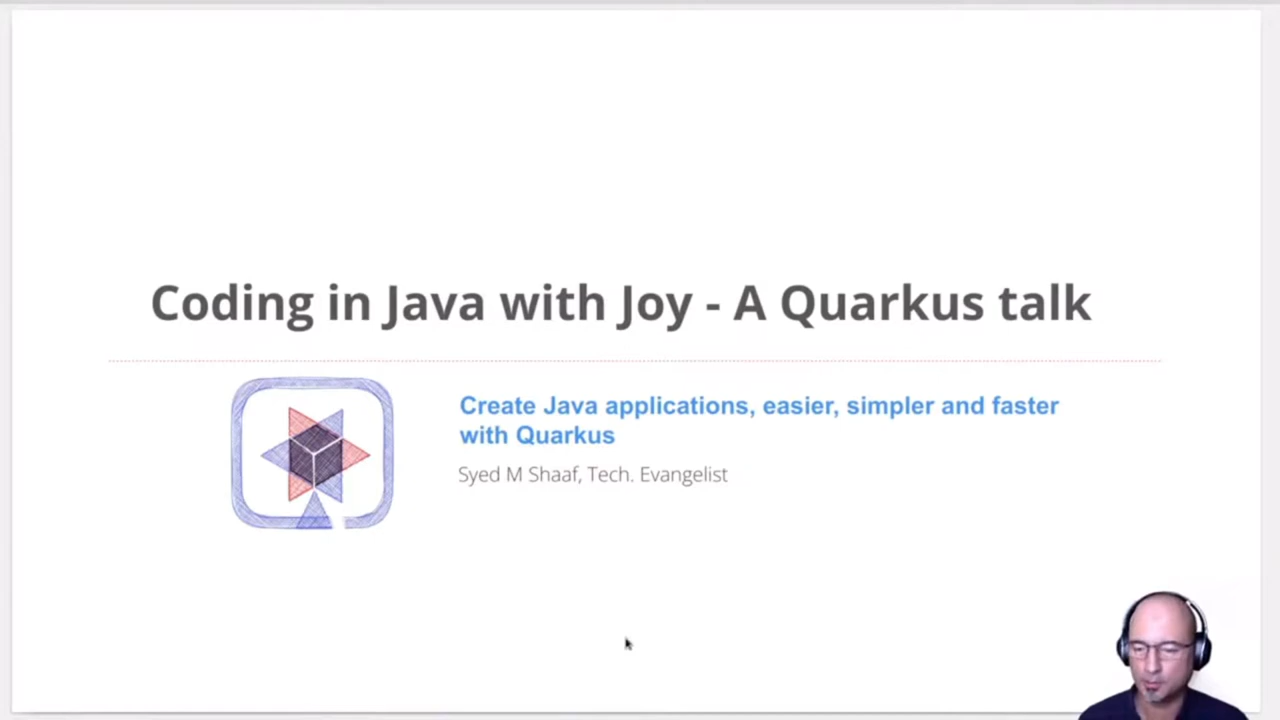 Coding in Java with Joy - A Quarkus talk
Create Java applications, easier, simpler and faster
with Quarkus
Syed M Shaaf, Tech. Evangelist